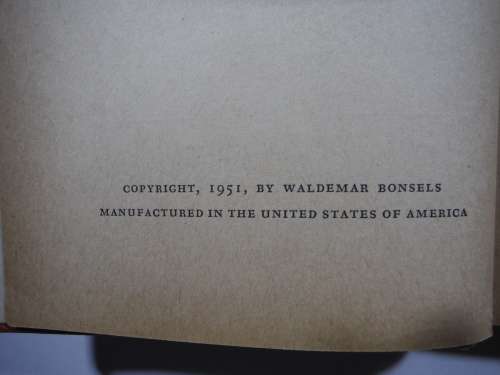 COPYRIGHT, 1951, BY WALDEMAR BONSELS
MANUFACTURED IN THE UNITED STATES OF AMERICA